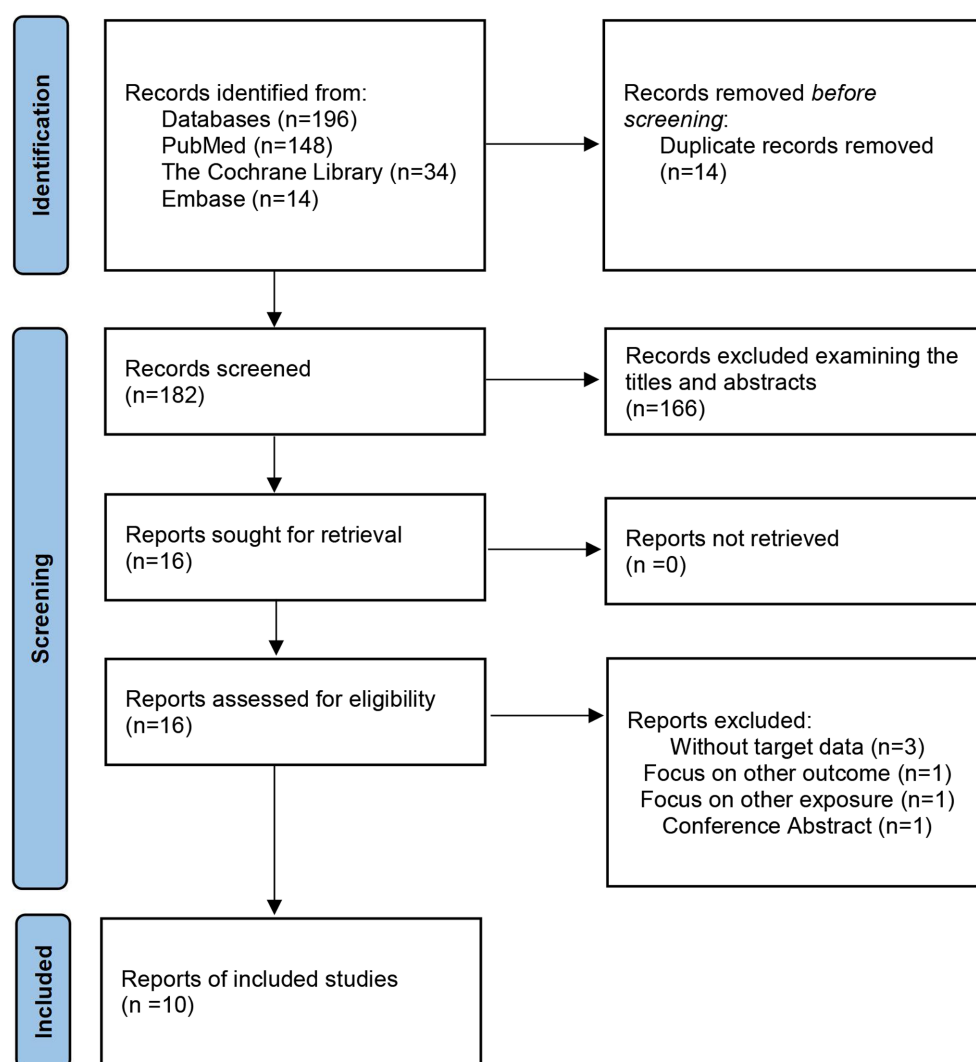 Identification
Records identified from:
Databases (n=196)
PubMed (n=148)
The Cochrane Library (n=34)
Embase (n=14)
Records removed before
screening:
Duplicate records removed
(n=14)
Screening
Records screened
(n=182)
Records excluded examining the
titles and abstracts
(n=166)
Reports sought for retrieval
(n=16)
Reports not retrieved
(n =0)
Reports assessed for eligibility
(n=16)
Reports excluded:
Without target data (n=3)
Focus on other outcome (n=1)
Focus on other exposure (n=1)
Conference Abstract (n=1)
Included
Reports of included studies
(n =10)